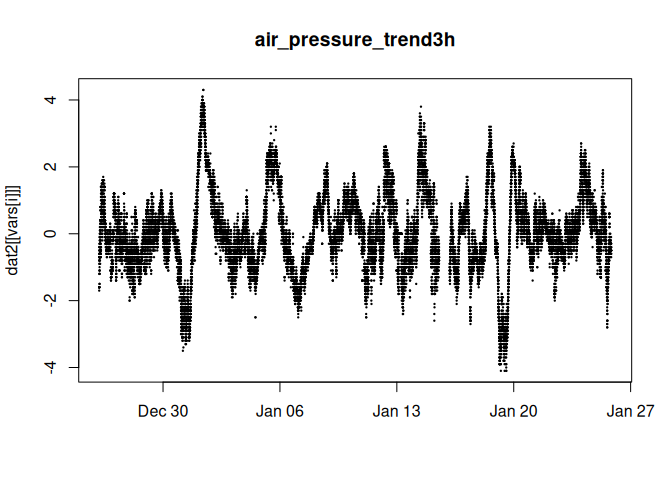 air_pressure_trend3h
dat2[[vars[i]]]
4
2
0
-2
-4
Dec 30
Jan 06
Jan 13
Jan 20
Jan 27